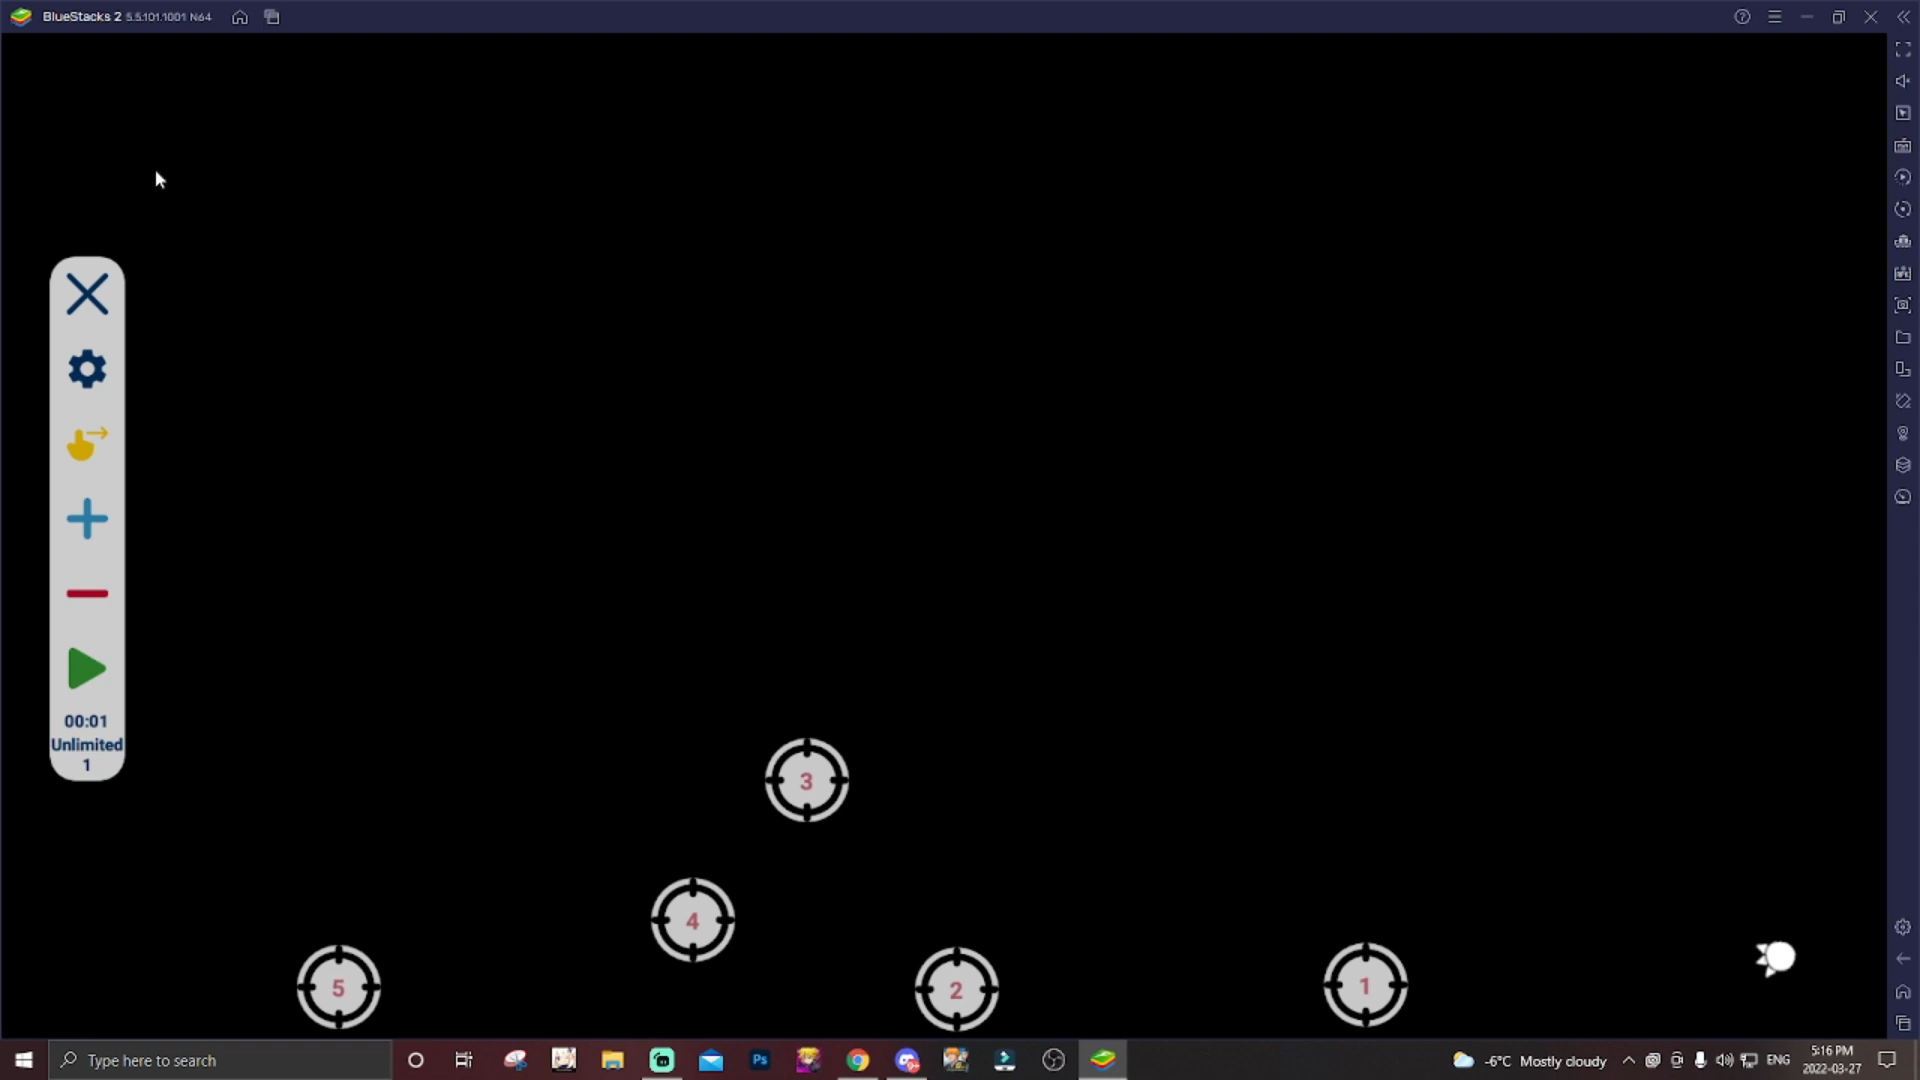 BlueStacks 2 5.5.101.1001 N64
00:01
Unlimited
1
3
4
5
2
1
Type here to search
Ps
-6°C Mostly cloudy
ENG
5:16 PM
2022-03-27